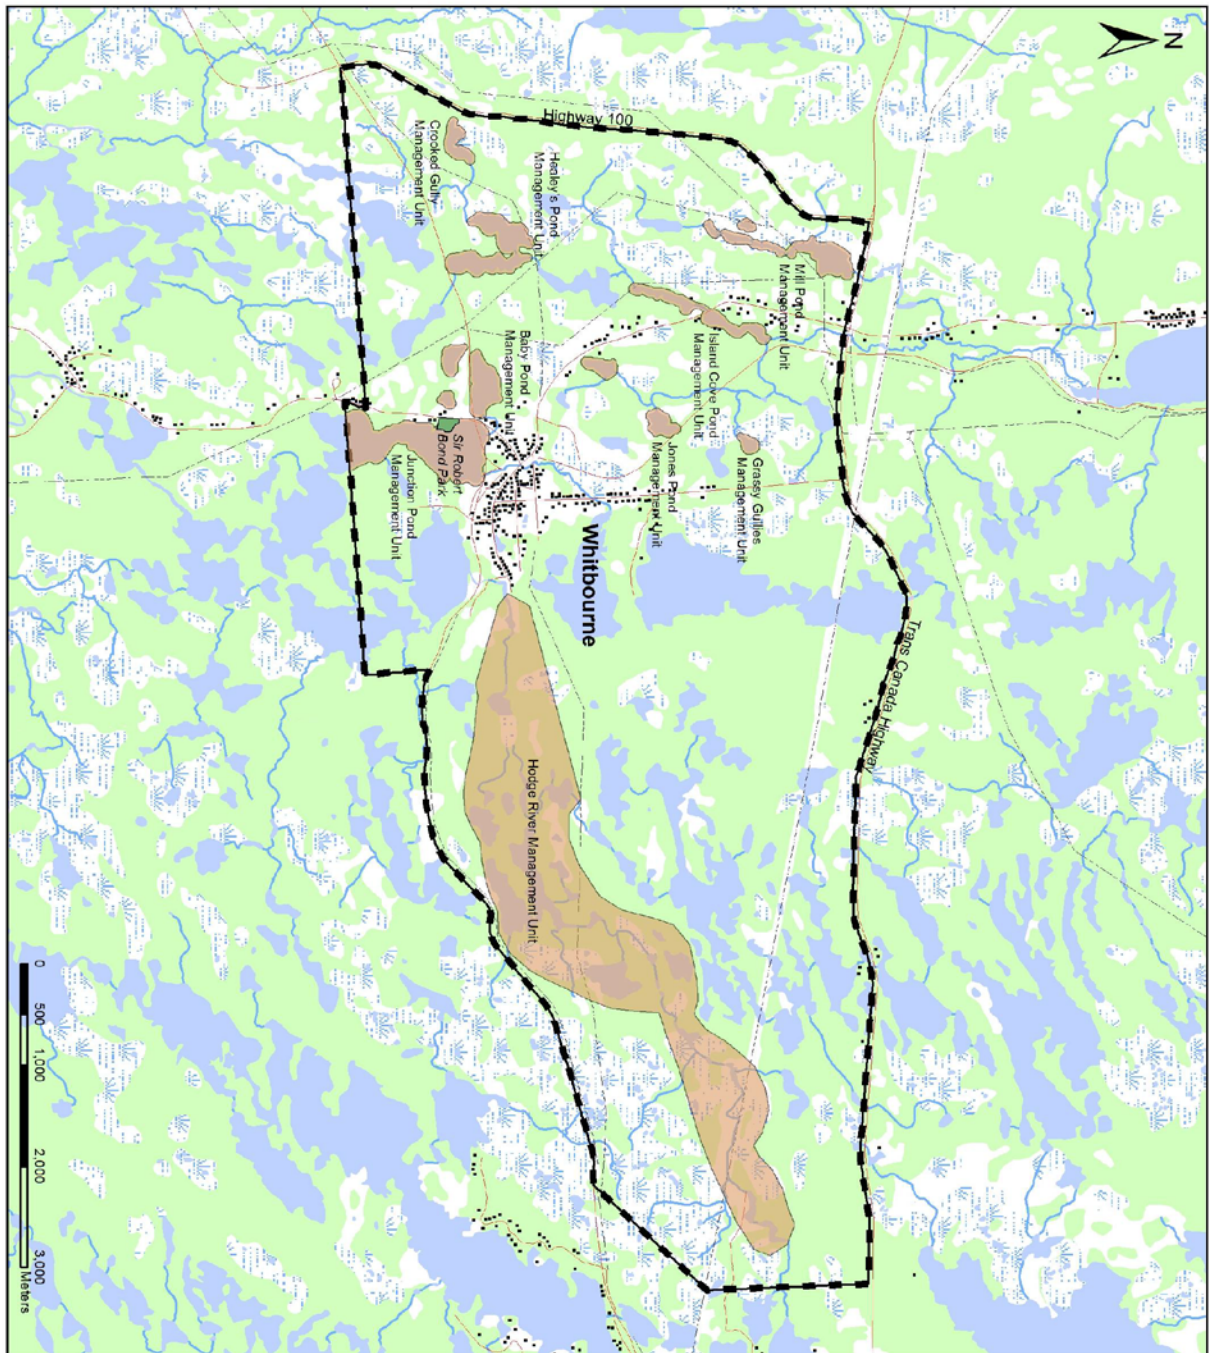 N
Highway 100
Trans Canada Highway
Mill Pond
Management Unit
Island Cove Pond
Management Unit
Grassy Gullies
Management Unit
Jones Pond
Management Unit
Whitbourne
Healey's Pond
Management Unit
Baby Pond
Management Unit
Crooked Gully
Management Unit
Sir Robert
Bond Park
Junction Pond
Management Unit
Hodge River Management Unit
0 500 1,000 2,000 3,000
Meters